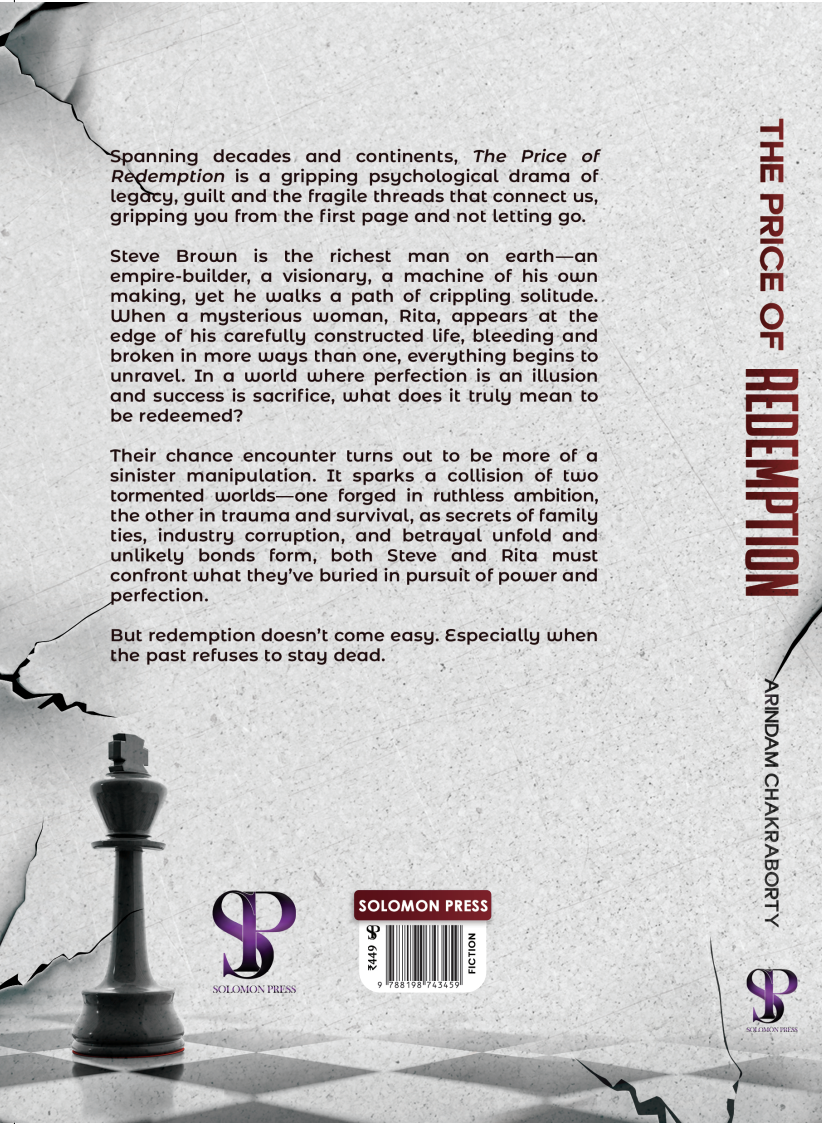 Spanning decades and continents, The Price of
Redemption is a gripping psychological drama of
legacy, guilt and the fragile threads that connect us,
gripping you from the first page and not letting go.
Steve Brown is the richest man on earth—an
empire-builder, a visionary, a machine of his own
making, yet he walks a path of crippling solitude.
When a mysterious woman, Rita, appears at the
edge of his carefully constructed life, bleeding and
broken in more ways than one, everything begins to
unravel. In a world where perfection is an illusion
and success is sacrifice, what does it truly mean to
be redeemed?
Their chance encounter turns out to be more of a
sinister manipulation. It sparks a collision of two
tormented worlds—one forged in ruthless ambition,
the other in trauma and survival, as secrets of family
ties, industry corruption, and betrayal unfold and
unlikely bonds form, both Steve and Rita must
confront what they’ve buried in pursuit of power and
perfection.
But redemption doesn’t come easy. Especially when
the past refuses to stay dead.
SP
SOLOMON PRESS
SOLOMON PRESS
₹449 SP
FICTION
9 788198 743459
THE PRICE OF REDEMPTION
ARINDAM CHAKRABORTY
SP
SOLOMON PRESS